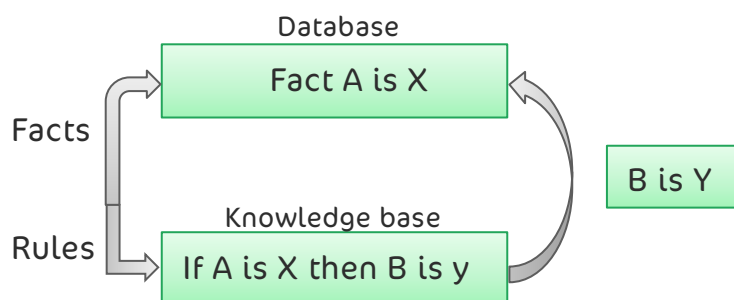 Database
Fact A is X
Facts
B is Y
Knowledge base
Rules
If A is X then B is y